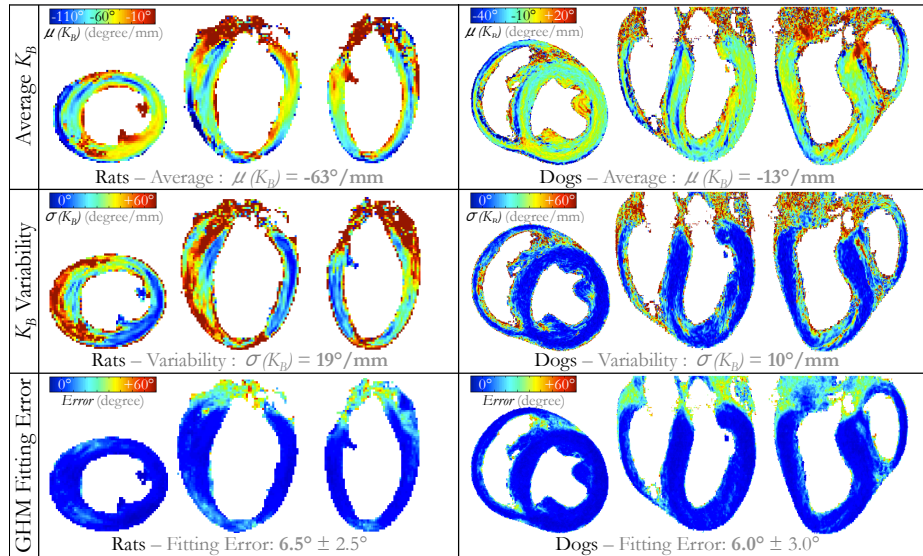 Average K_B
-110° -60° -10°
μ(K_B) (degree/mm)
Rats – Average : μ(K_B) = -63°/mm
-40° -10° +20°
μ(K_B) (degree/mm)
Dogs – Average : μ(K_B) = -13°/mm
K_B Variability
0° +60°
σ(K_B) (degree/mm)
Rats – Variability : σ(K_B) = 19°/mm
0° +60°
σ(K_B) (degree/mm)
Dogs – Variability : σ(K_B) = 10°/mm
GHM Fitting Error
0° +60°
Error (degree)
Rats – Fitting Error: 6.5° ± 2.5°
0° +60°
Error (degree)
Dogs – Fitting Error: 6.0° ± 3.0°